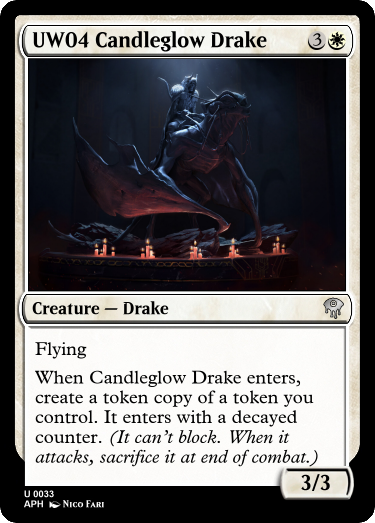 UW04 Candleglow Drake 3
Creature — Drake
Flying
When Candleglow Drake enters,
create a token copy of a token you
control. It enters with a decayed
counter. (It can't block. When it
attacks, sacrifice it at end of combat.)
3/3
U 0033
APH Nico Fari